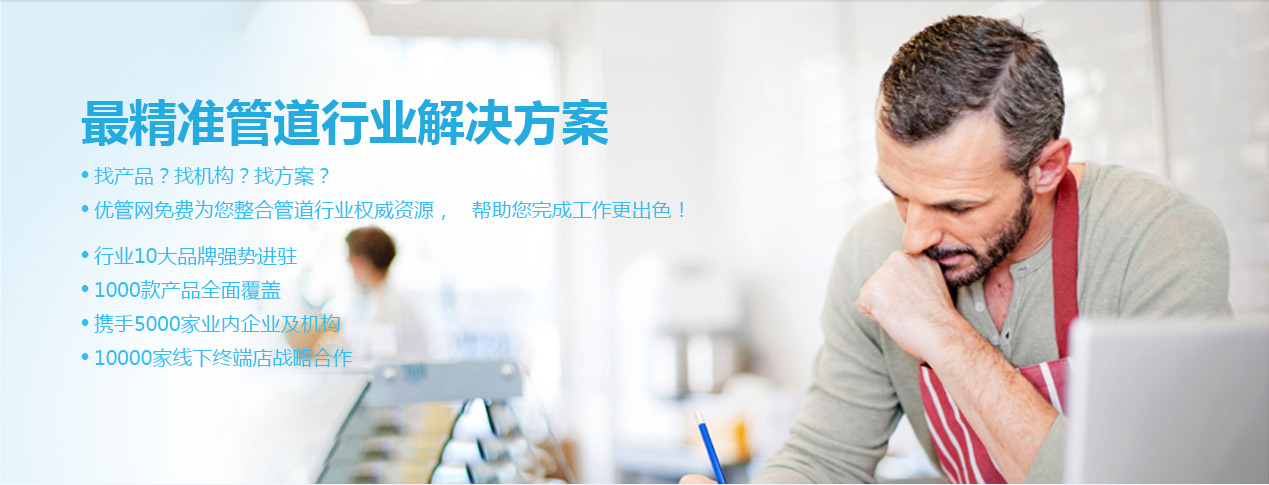 最精准管道行业解决方案
• 找产品？找机构？找方案？
• 优管网免费为您整合管道行业权威资源， 帮助您完成工作更出色！
• 行业10大品牌强势进驻
• 1000款产品全面覆盖
• 携手5000家业内企业及机构
• 10000家线下终端店战略合作